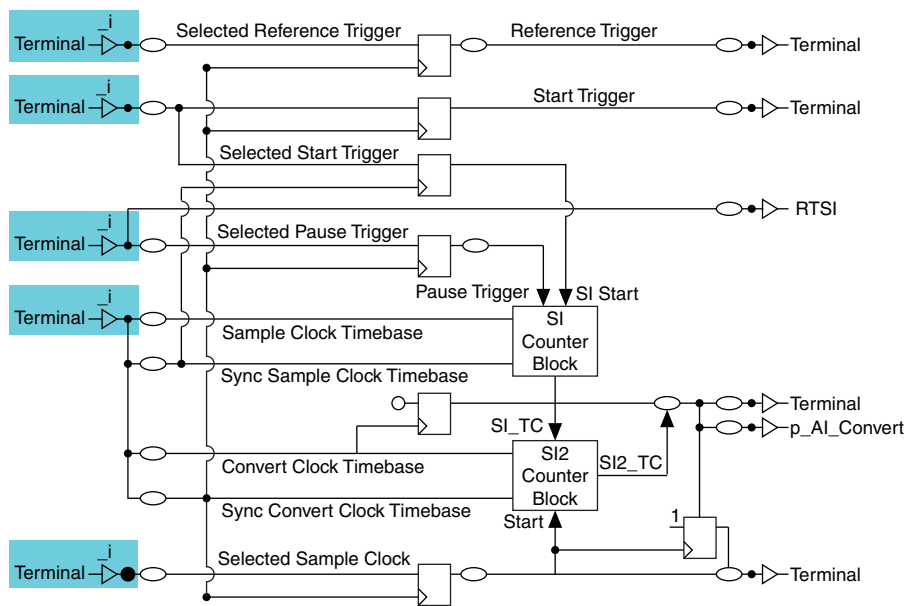 _i
Terminal
Selected Reference Trigger
Reference Trigger
Terminal
_i
Terminal
Start Trigger
Terminal
Selected Start Trigger
_i
RTSI
Terminal
Selected Pause Trigger
Pause Trigger
SI Start
_i
Terminal
Sample Clock Timebase
SI
Counter
Block
Sync Sample Clock Timebase
Terminal
SI_TC
p_AI_Convert
Convert Clock Timebase
SI2
Counter
Block
SI2_TC
Sync Convert Clock Timebase
Start
1
_i
Terminal
Selected Sample Clock
Terminal